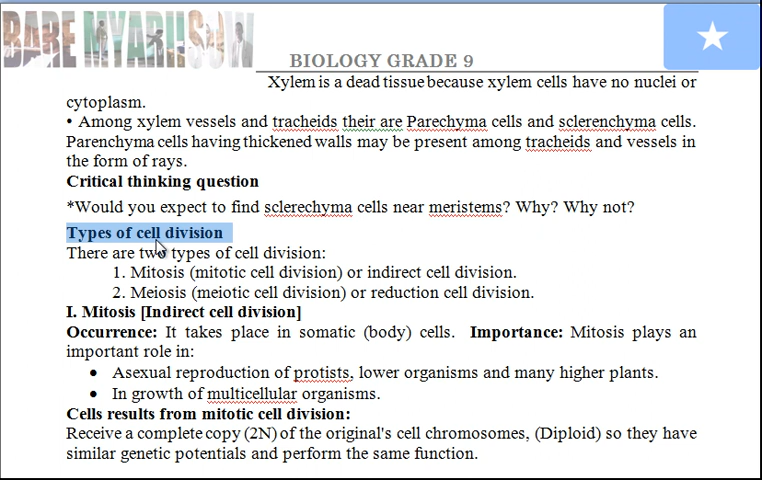 BARE MYARHSOW
BIOLOGY GRADE 9
Xylem is a dead tissue because xylem cells have no nuclei or
cytoplasm.
• Among xylem vessels and tracheids their are Parechyma cells and sclerenchyma cells.
Parenchyma cells having thickened walls may be present among tracheids and vessels in
the form of rays.
Critical thinking question
*Would you expect to find sclerechyma cells near meristems? Why? Why not?
Types of cell division
There are two types of cell division:
1. Mitosis (mitotic cell division) or indirect cell division.
2. Meiosis (meiotic cell division) or reduction cell division.
I. Mitosis [Indirect cell division]
Occurrence: It takes place in somatic (body) cells. Importance: Mitosis plays an
important role in:
• Asexual reproduction of protists, lower organisms and many higher plants.
• In growth of multicellular organisms.
Cells results from mitotic cell division:
Receive a complete copy (2N) of the original's cell chromosomes, (Diploid) so they have
similar genetic potentials and perform the same function.